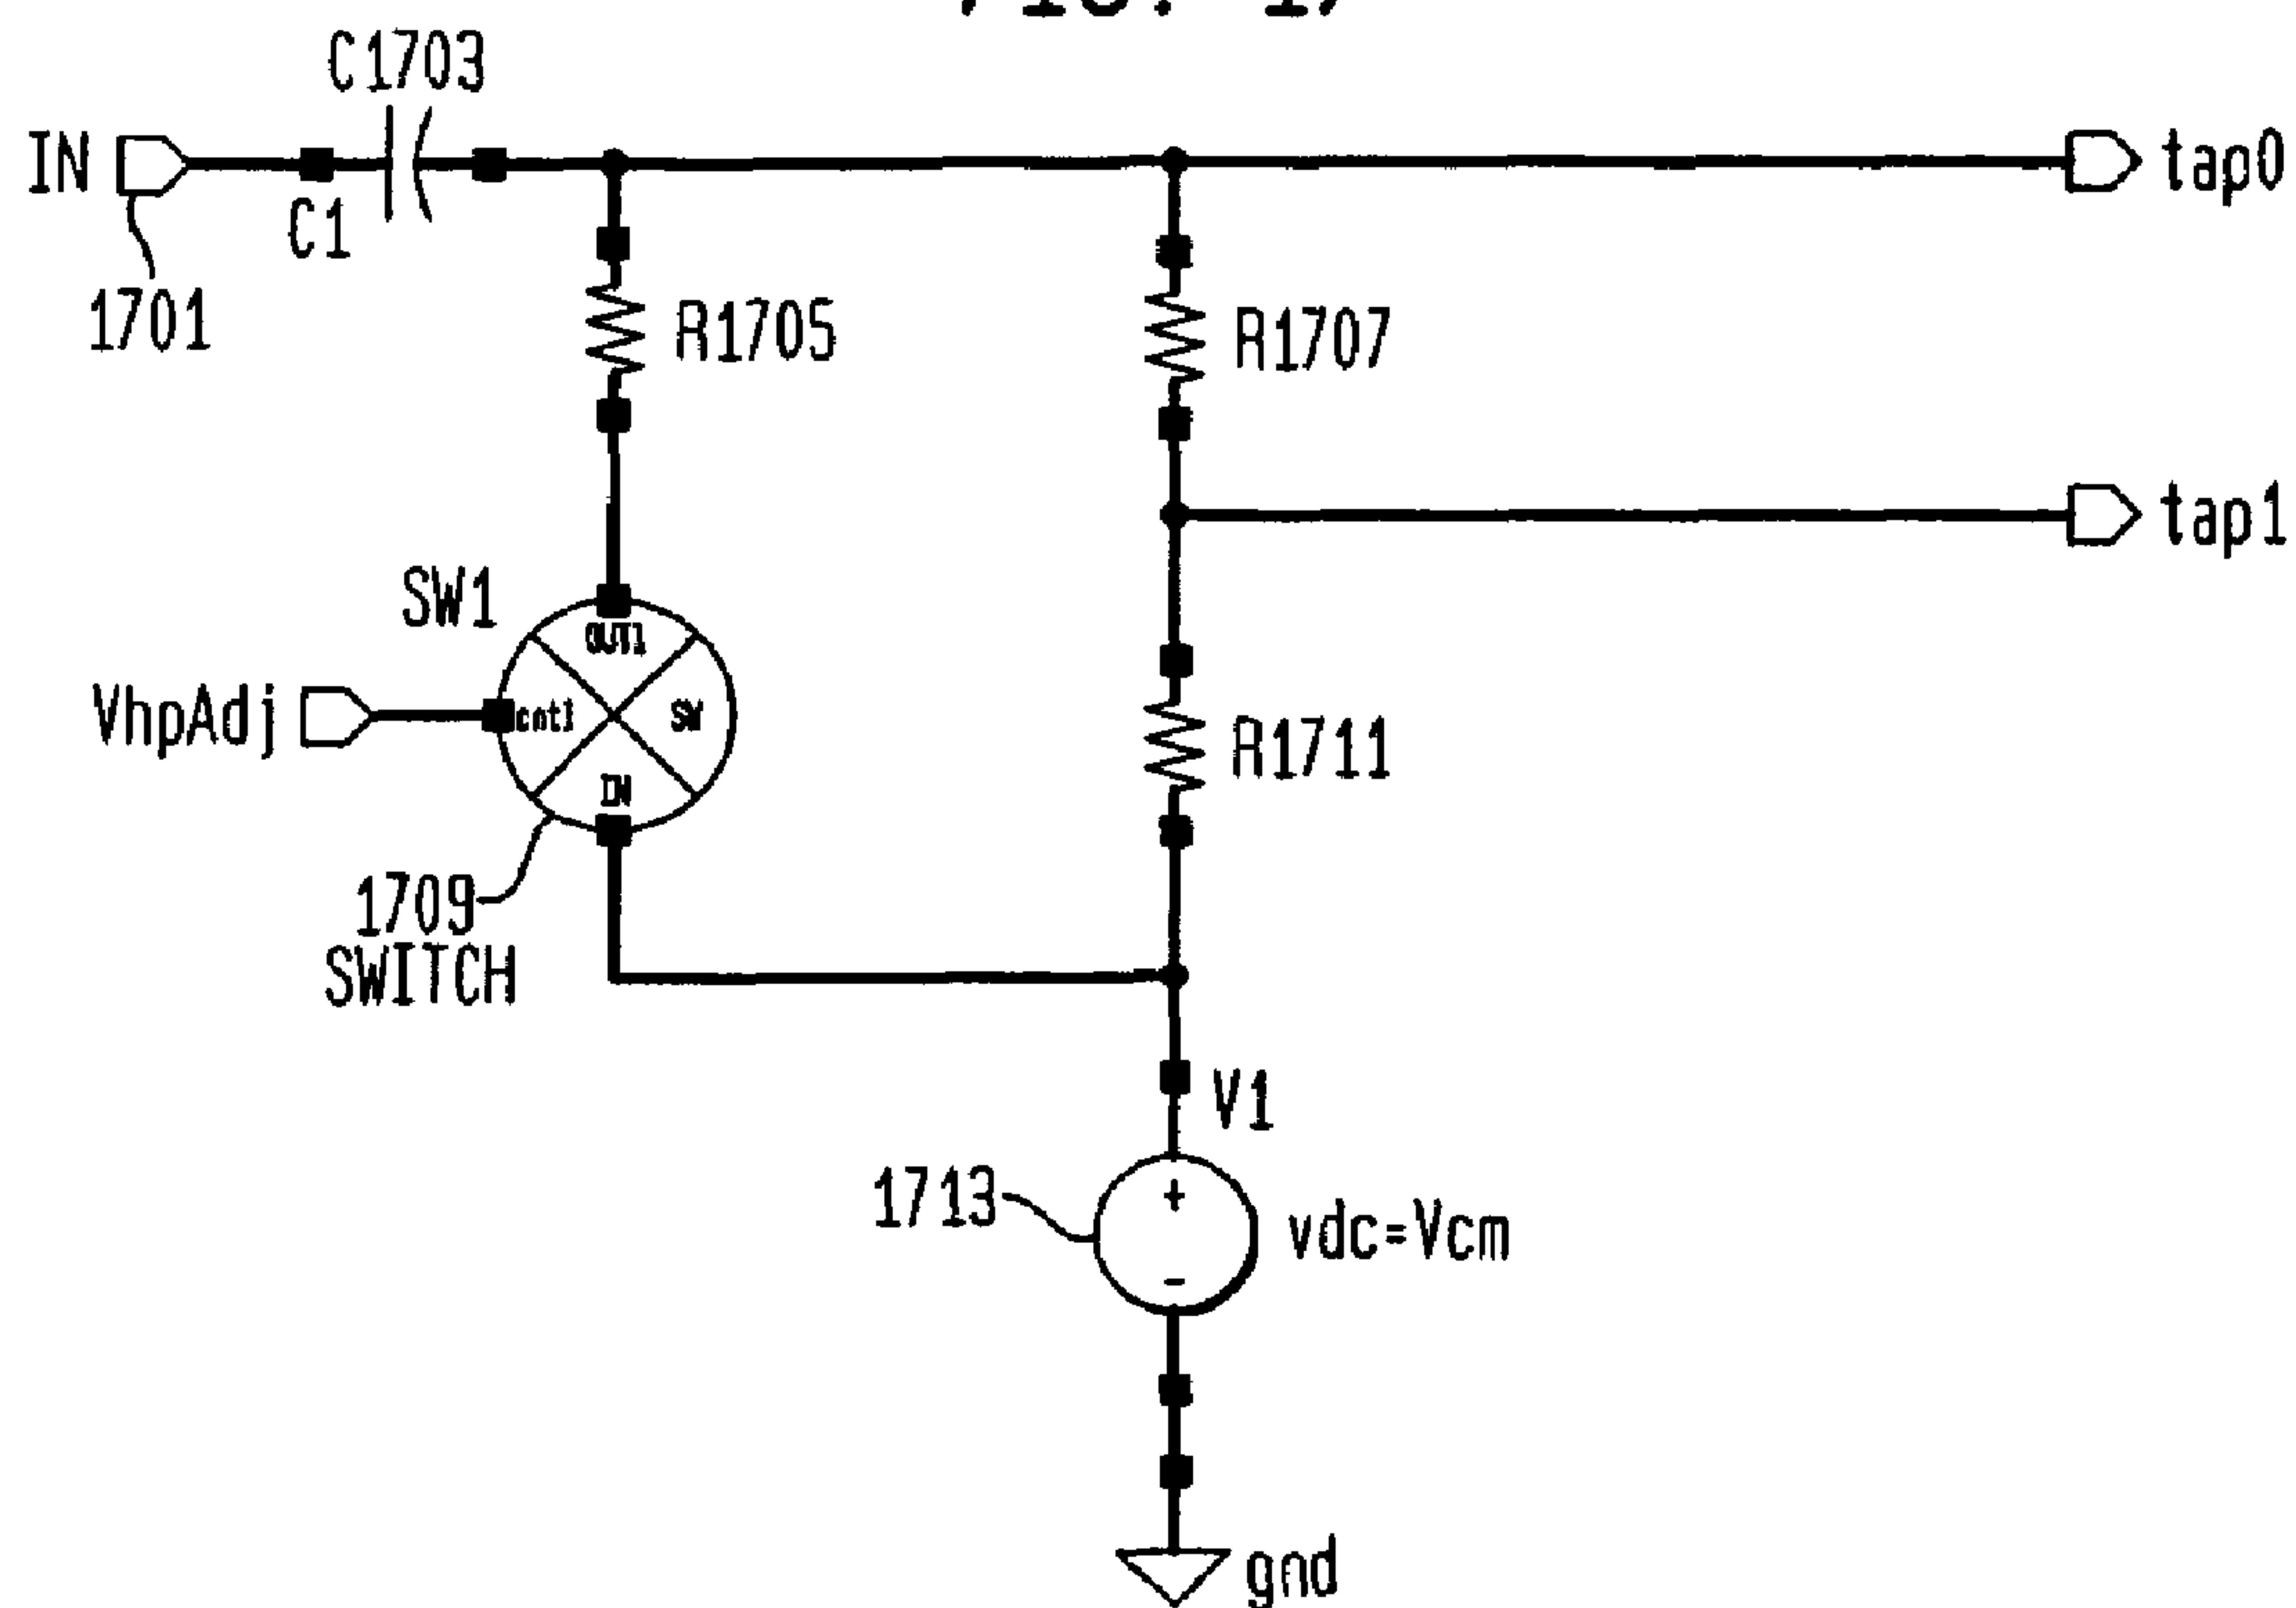 C1703
IN
tap0
C1
1701
R1705
R1707
tap1
SW1
OUT1
VhpAdj
cntl
SW
R1711
IN
1709
SWITCH
V1
1713
+
vdc=Vcm
-
gnd